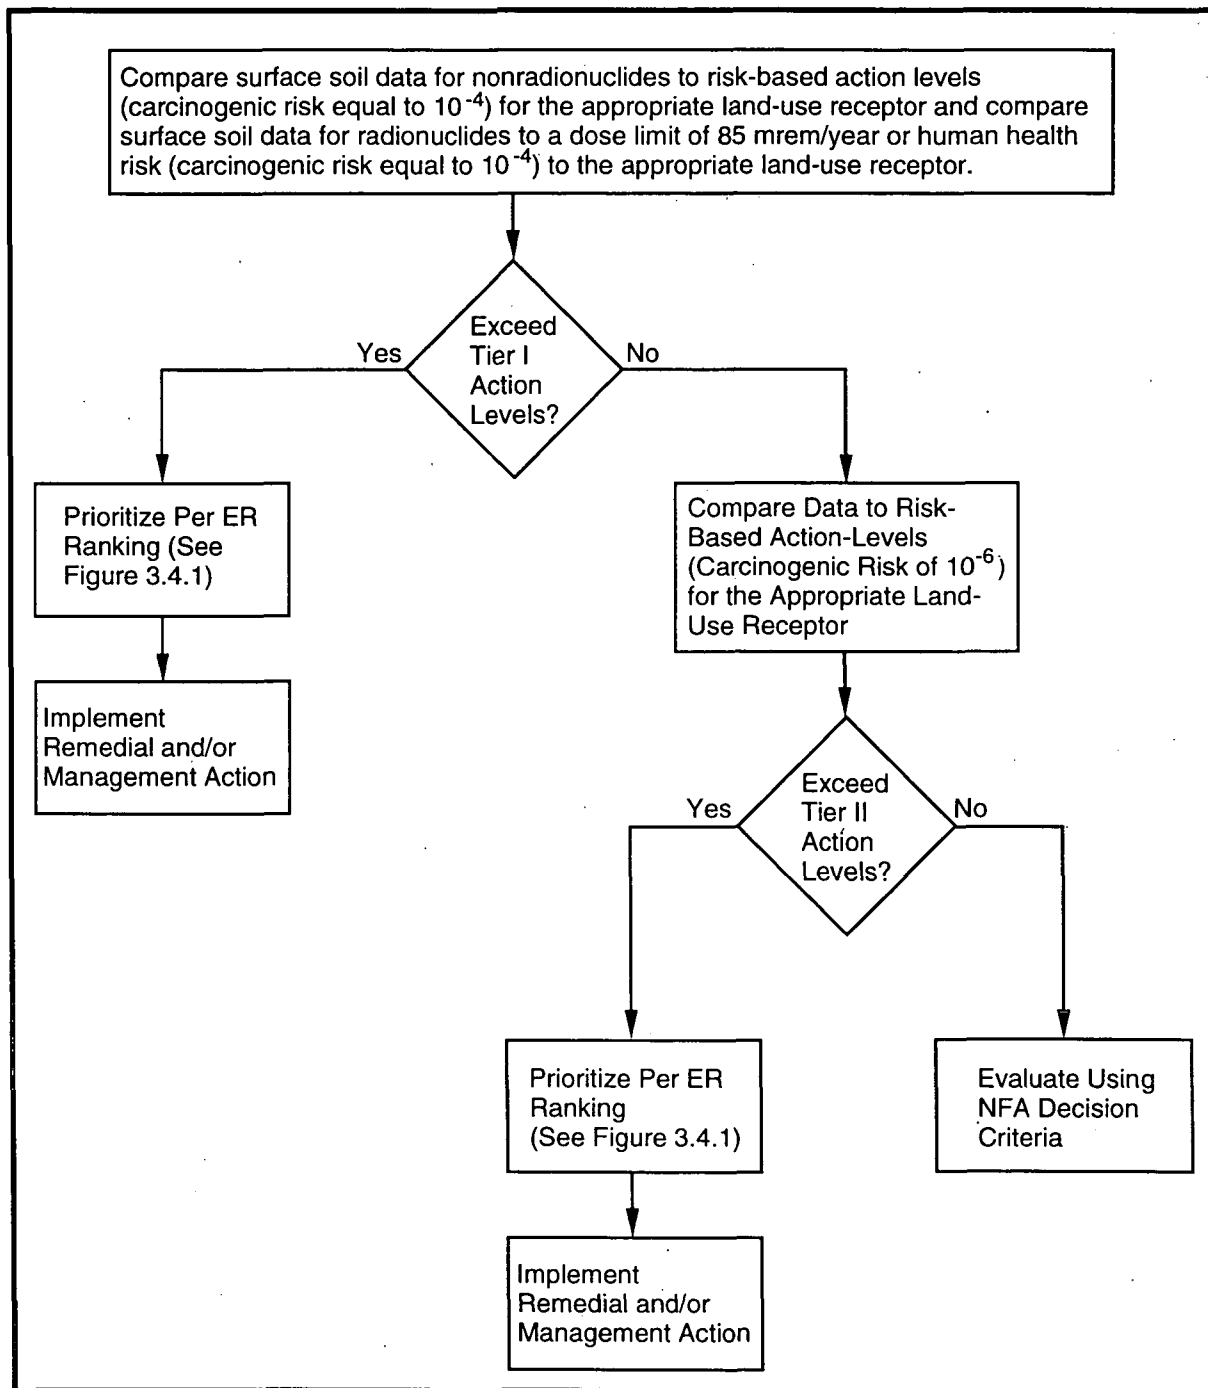 Compare surface soil data for nonradionuclides to risk-based action levels
(carcinogenic risk equal to 10⁻⁴) for the appropriate land-use receptor and compare
surface soil data for radionuclides to a dose limit of 85 mrem/year or human health
risk (carcinogenic risk equal to 10⁻⁴) to the appropriate land-use receptor.
Exceed
Tier I
Action
Levels?
Yes
No
Prioritize Per ER
Ranking (See
Figure 3.4.1)
Implement
Remedial and/or
Management Action
Compare Data to Risk-
Based Action-Levels
(Carcinogenic Risk of 10⁻⁶)
for the Appropriate Land-
Use Receptor
Exceed
Tier II
Action
Levels?
Yes
No
Prioritize Per ER
Ranking
(See Figure 3.4.1)
Implement
Remedial and/or
Management Action
Evaluate Using
NFA Decision
Criteria